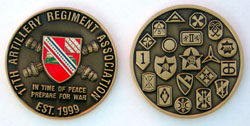 17TH ARTILLERY REGIMENT ASSOCIATION
IN TIME OF PEACE
PREPARE FOR WAR
EST. 1999